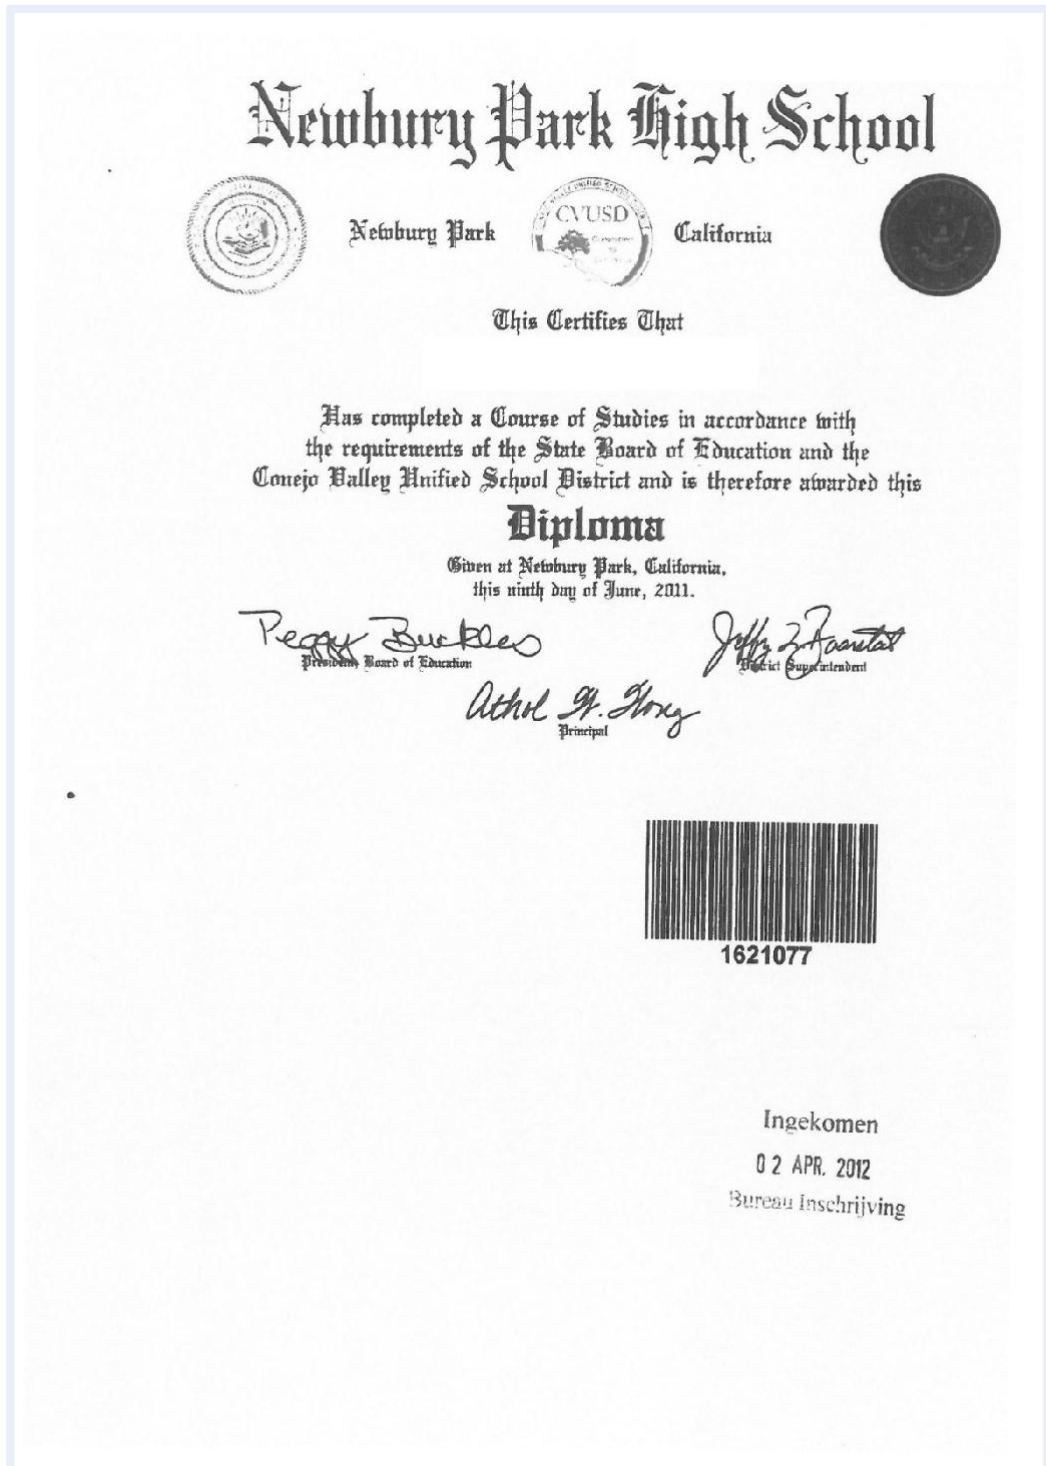 Newbury Park High School
Newbury Park
CVUSD
California
This Certifies That
Has completed a Course of Studies in accordance with
the requirements of the State Board of Education and the
Conejo Valley Unified School District and is therefore awarded this
Diploma
Given at Newbury Park, California,
this ninth day of June, 2011.
Peggy Buckles
President, Board of Education
District Superintendent
Principal
1621077
Ingekomen
02 APR. 2012
Bureau Inschrijving